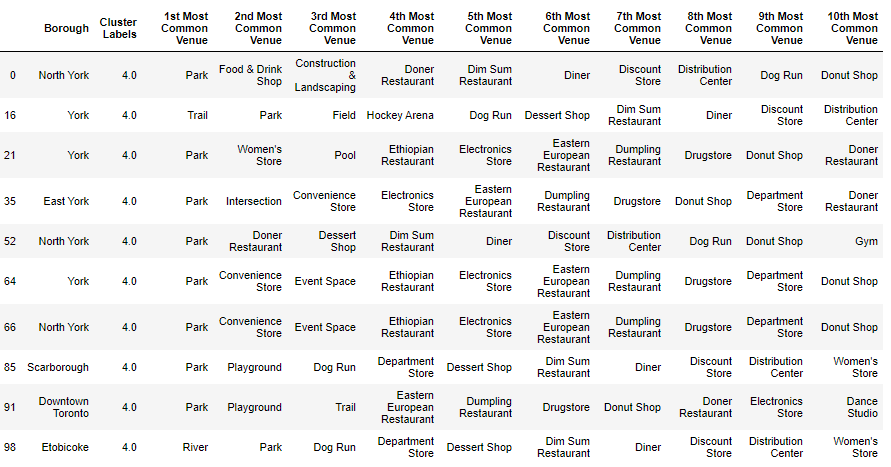 Borough Cluster Labels 1st Most Common Venue 2nd Most Common Venue 3rd Most Common Venue 4th Most Common Venue 5th Most Common Venue 6th Most Common Venue 7th Most Common Venue 8th Most Common Venue 9th Most Common Venue 10th Most Common Venue
0 North York 4.0 Park Food & Drink Shop Construction & Landscaping Doner Restaurant Dim Sum Restaurant Diner Discount Store Distribution Center Dog Run Donut Shop
16 York 4.0 Trail Park Field Hockey Arena Dog Run Dessert Shop Dim Sum Restaurant Diner Discount Store Distribution Center
21 York 4.0 Park Women's Store Pool Ethiopian Restaurant Electronics Store Eastern European Restaurant Dumpling Restaurant Drugstore Donut Shop Doner Restaurant
35 East York 4.0 Park Intersection Convenience Store Electronics Store Eastern European Restaurant Dumpling Restaurant Drugstore Donut Shop Department Store Doner Restaurant
52 North York 4.0 Park Doner Restaurant Dessert Shop Dim Sum Restaurant Diner Discount Store Distribution Center Dog Run Donut Shop Gym
64 York 4.0 Park Convenience Store Event Space Ethiopian Restaurant Electronics Store Eastern European Restaurant Dumpling Restaurant Drugstore Department Store Donut Shop
66 North York 4.0 Park Convenience Store Event Space Ethiopian Restaurant Electronics Store Eastern European Restaurant Dumpling Restaurant Drugstore Department Store Donut Shop
85 Scarborough 4.0 Park Playground Dog Run Department Store Dessert Shop Dim Sum Restaurant Diner Discount Store Distribution Center Women's Store
91 Downtown Toronto 4.0 Park Playground Trail Eastern European Restaurant Dumpling Restaurant Drugstore Donut Shop Doner Restaurant Electronics Store Dance Studio
98 Etobicoke 4.0 River Park Dog Run Department Store Dessert Shop Dim Sum Restaurant Diner Discount Store Distribution Center Women's Store